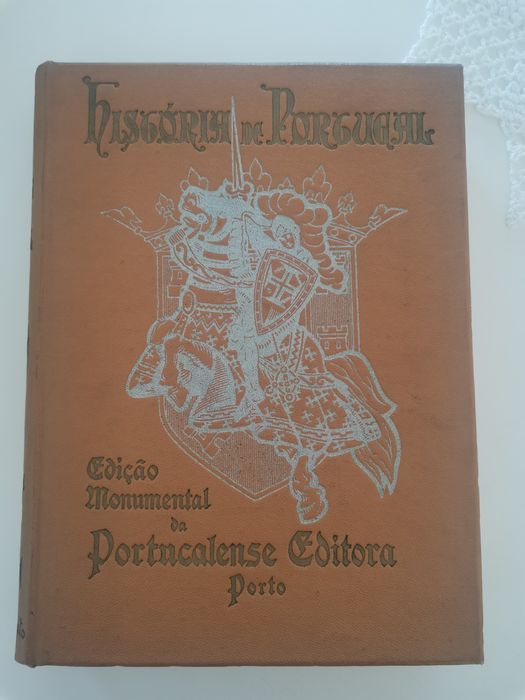 História de Portugal
Edição
Monumental
da
Portucalense Editora
Porto